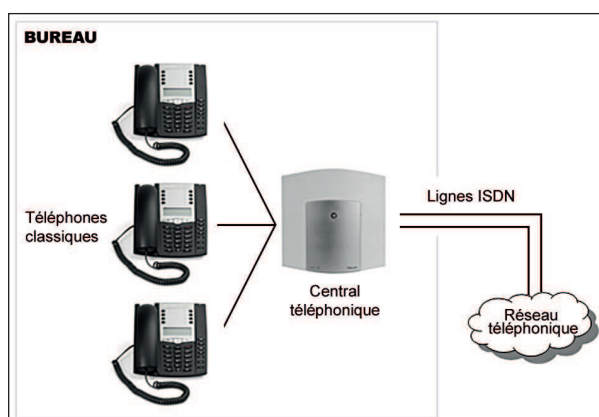 BUREAU
Téléphones
classiques
Central
téléphonique
Lignes ISDN
Réseau
téléphonique